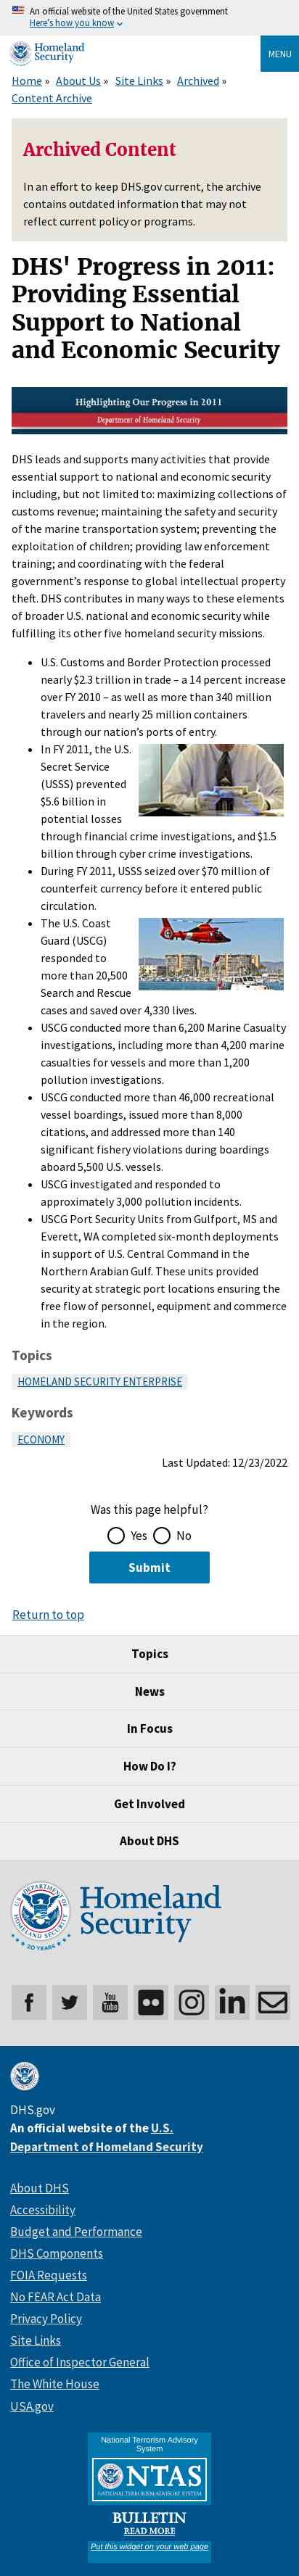 An official website of the United States government
Here's how you know
Homeland
Security
MENU
Home » About Us » Site Links » Archived »
Content Archive
Archived Content
In an effort to keep DHS.gov current, the archive
contains outdated information that may not
reflect current policy or programs.
DHS' Progress in 2011:
Providing Essential
Support to National
and Economic Security
Highlighting Our Progress in 2011
Department of Homeland Security
DHS leads and supports many activities that provide
essential support to national and economic security
including, but not limited to: maximizing collections of
customs revenue; maintaining the safety and security
of the marine transportation system; preventing the
exploitation of children; providing law enforcement
training; and coordinating with the federal
government’s response to global intellectual property
theft. DHS contributes in many ways to these elements
of broader U.S. national and economic security while
fulfilling its other five homeland security missions.
• U.S. Customs and Border Protection processed
nearly $2.3 trillion in trade – a 14 percent increase
over FY 2010 – as well as more than 340 million
travelers and nearly 25 million containers
through our nation’s ports of entry.
• In FY 2011, the U.S.
Secret Service
(USSS) prevented
$5.6 billion in
potential losses
through financial crime investigations, and $1.5
billion through cyber crime investigations.
• During FY 2011, USSS seized over $70 million of
counterfeit currency before it entered public
circulation.
• The U.S. Coast
Guard (USCG)
responded to
more than 20,500
Search and Rescue
cases and saved over 4,330 lives.
• USCG conducted more than 6,200 Marine Casualty
investigations, including more than 4,200 marine
casualties for vessels and more than 1,200
pollution investigations.
• USCG conducted more than 46,000 recreational
vessel boardings, issued more than 8,000
citations, and addressed more than 140
significant fishery violations during boardings
aboard 5,500 U.S. vessels.
• USCG investigated and responded to
approximately 3,000 pollution incidents.
• USCG Port Security Units from Gulfport, MS and
Everett, WA completed six-month deployments
in support of U.S. Central Command in the
Northern Arabian Gulf. These units provided
security at strategic port locations ensuring the
free flow of personnel, equipment and commerce
in the region.
Topics
HOMELAND SECURITY ENTERPRISE
Keywords
ECONOMY
Last Updated: 12/23/2022
Was this page helpful?
Yes No
Submit
Return to top
Topics
News
In Focus
How Do I?
Get Involved
About DHS
Homeland
Security
20 YEARS
You
Tube
DHS.gov
An official website of the U.S.
Department of Homeland Security
About DHS
Accessibility
Budget and Performance
DHS Components
FOIA Requests
No FEAR Act Data
Privacy Policy
Site Links
Office of Inspector General
The White House
USA.gov
National Terrorism Advisory
System
NTAS
NATIONAL TERRORISM ADVISORY SYSTEM
BULLETIN
READ MORE
Put this widget on your web page